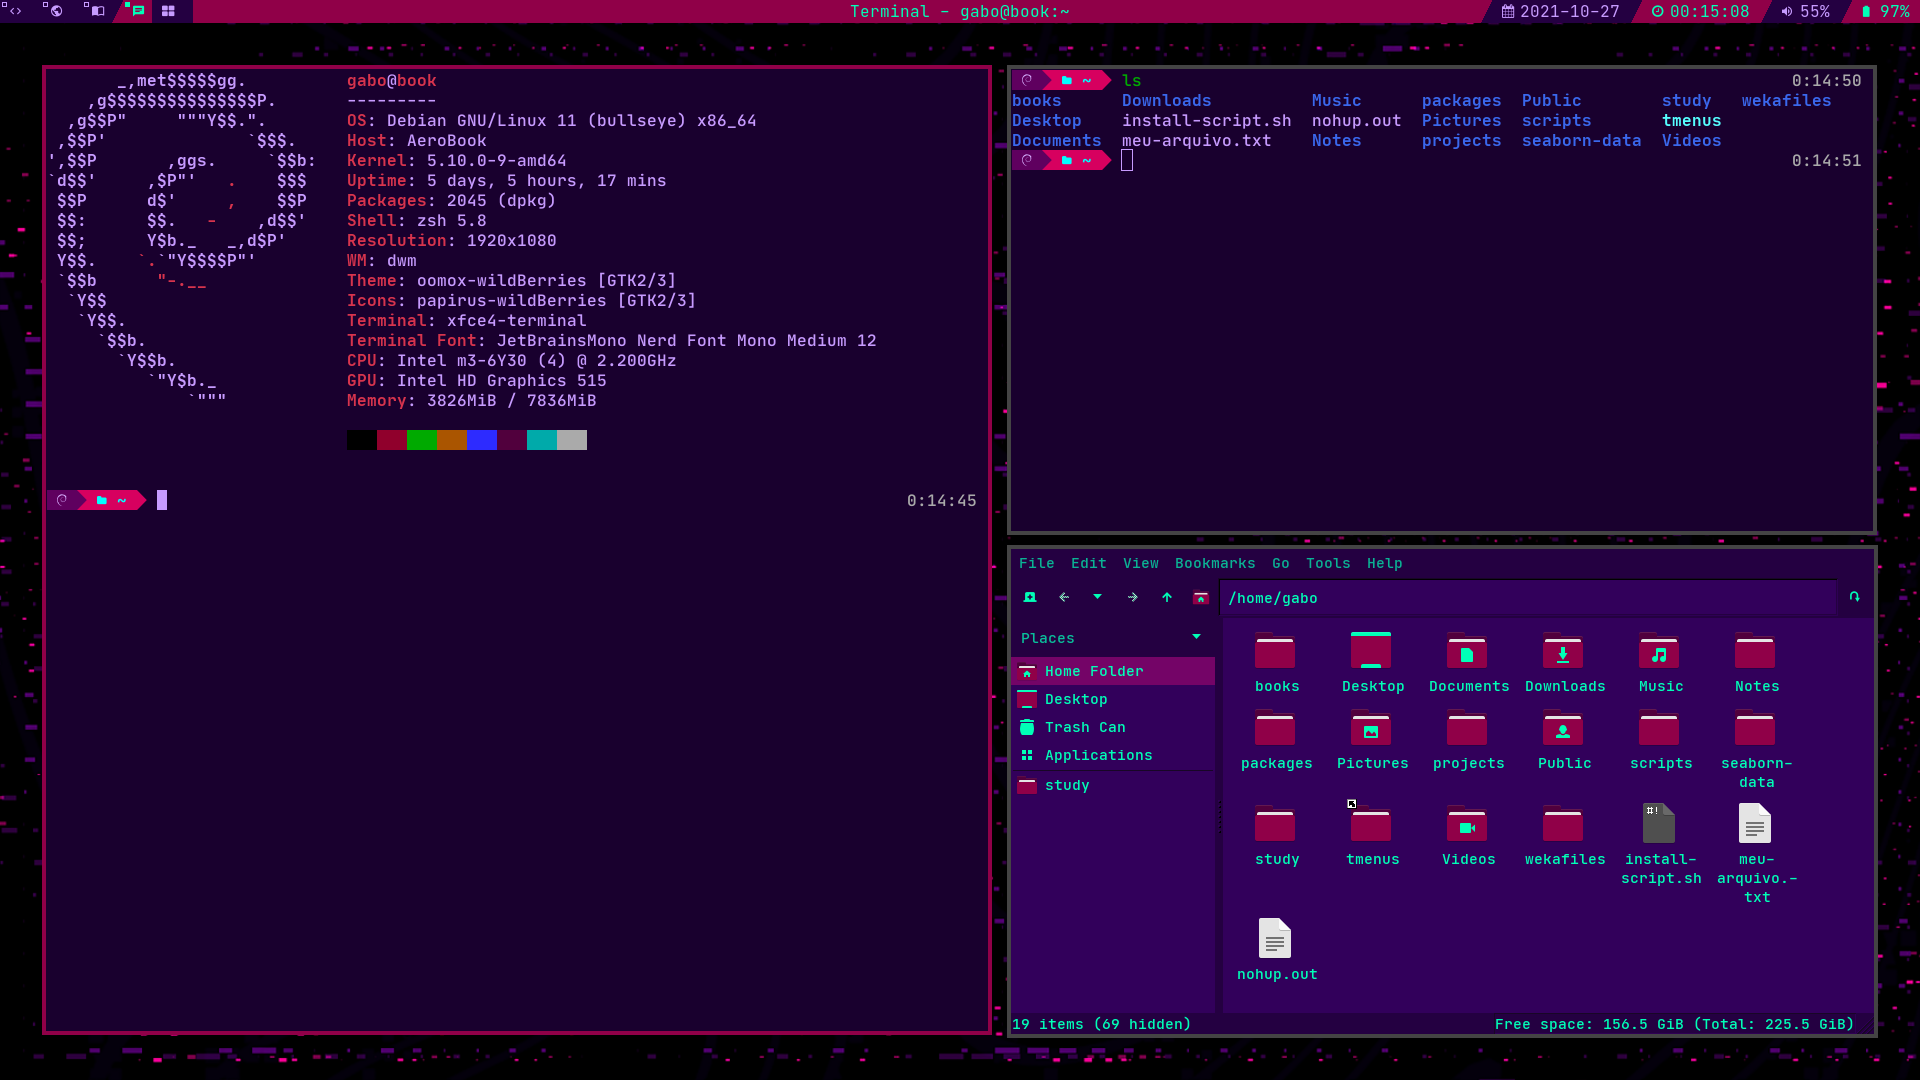 Terminal - gabo@book:~
2021-10-27
00:15:08
55%
97%
_,met$$$$$gg.
,g$$$$$$$$$$$$$$$P.
,g$$P"     """Y$$.".
,$$P'              `$$$.
',$$P       ,ggs.     `$$b:
`d$$'     ,$P"'   .    $$$
$$P      d$'     ,    $$P
$$:      $$.   -    ,d$$'
$$;      Y$b._   _,d$P'
Y$$.    `.`"Y$$$$P"'
`$$b      "-.__
`Y$$
`Y$$.
`$$b.
`Y$$b.
`"Y$b._
`"""
gabo@book
---------
OS: Debian GNU/Linux 11 (bullseye) x86_64
Host: AeroBook
Kernel: 5.10.0-9-amd64
Uptime: 5 days, 5 hours, 17 mins
Packages: 2045 (dpkg)
Shell: zsh 5.8
Resolution: 1920x1080
WM: dwm
Theme: oomox-wildBerries [GTK2/3]
Icons: papirus-wildBerries [GTK2/3]
Terminal: xfce4-terminal
Terminal Font: JetBrainsMono Nerd Font Mono Medium 12
CPU: Intel m3-6Y30 (4) @ 2.200GHz
GPU: Intel HD Graphics 515
Memory: 3826MiB / 7836MiB
~ 0:14:45
~ ls 0:14:50
books Downloads Music packages Public study wekafiles
Desktop install-script.sh nohup.out Pictures scripts tmenus
Documents meu-arquivo.txt Notes projects seaborn-data Videos
~ 0:14:51
File Edit View Bookmarks Go Tools Help
/home/gabo
Places
Home Folder
Desktop
Trash Can
Applications
study
books Desktop Documents Downloads Music Notes
packages Pictures projects Public scripts seaborn-
data
study tmenus Videos wekafiles install- meu-
script.sh arquivo.-
txt
#!
nohup.out
19 items (69 hidden)
Free space: 156.5 GiB (Total: 225.5 GiB)